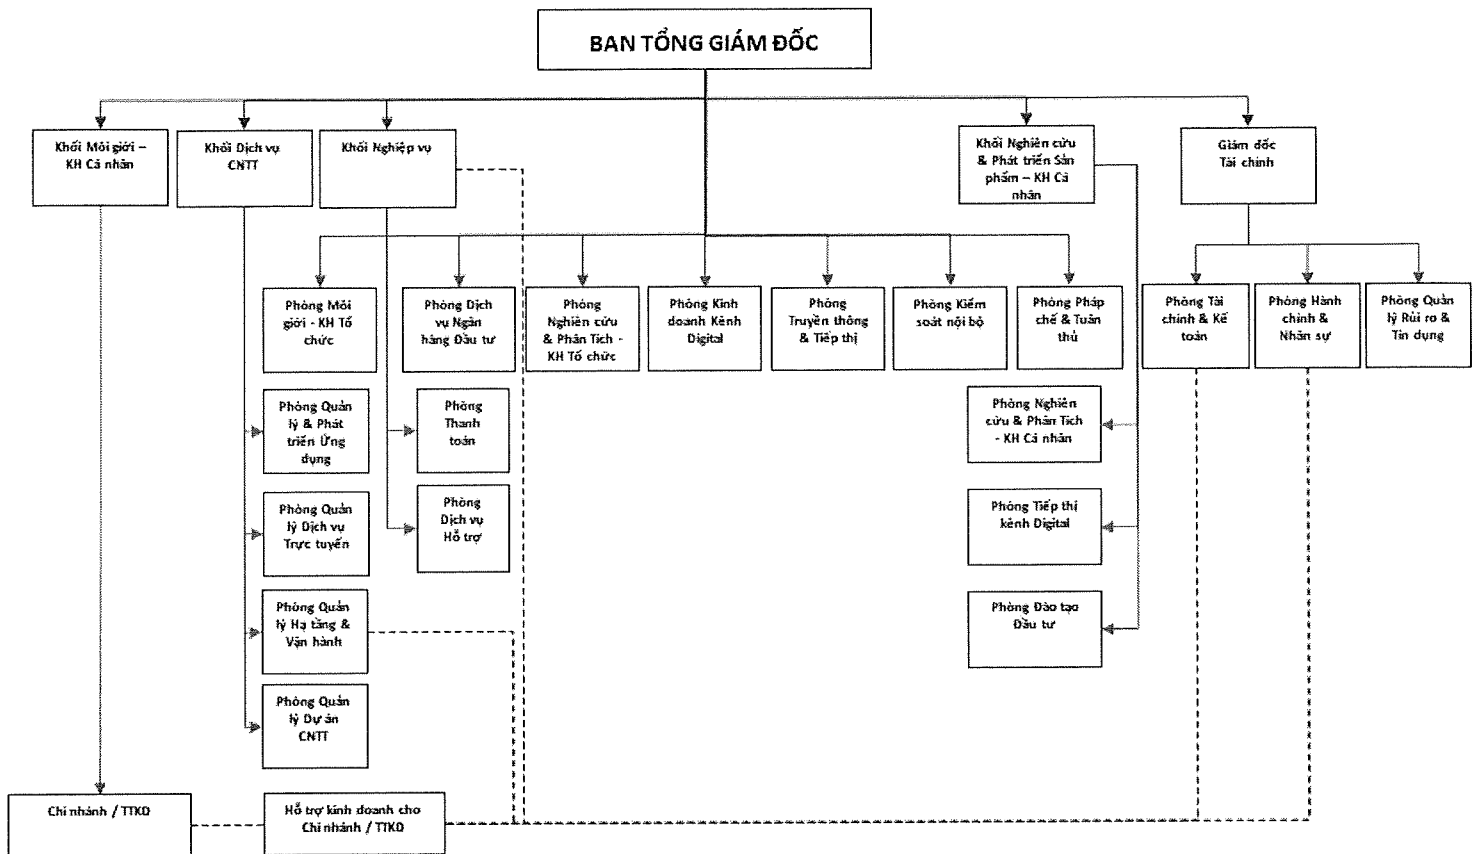 BAN TỔNG GIÁM ĐỐC
Khối Môi giới –
KH Cá nhân
Khối Dịch vụ
CNTT
Khối Nghiệp vụ
Khối Nghiên cứu
& Phát triển Sản
phẩm – KH Cá
nhân
Giám đốc
Tài chính
Phòng Môi
giới - KH Tổ
chức
Phòng Dịch
vụ Ngân
hàng Đầu tư
Phòng
Nghiên cứu
& Phân Tích -
KH Tổ chức
Phòng Kinh
doanh Kênh
Digital
Phòng
Truyền thông
& Tiếp thị
Phòng Kiểm
soát nội bộ
Phòng Pháp
chế & Tuân
thủ
Phòng Tài
chính & Kế
toán
Phòng Hành
chính &
Nhân sự
Phòng Quản
lý Rủi ro &
Tín dụng
Phòng Quản
lý & Phát
triển Ứng
dụng
Phòng
Thanh
toán
Phòng Nghiên
cứu & Phân Tích
- KH Cá nhân
Phòng Quản
lý Dịch vụ
Trực tuyến
Phòng
Dịch vụ
Hỗ trợ
Phòng Tiếp thị
kênh Digital
Phòng Quản
lý Hạ tầng &
Vận hành
Phòng Đào tạo
Đầu tư
Phòng Quản
lý Dự án
CNTT
Chi nhánh / TTKD
Hỗ trợ kinh doanh cho
Chi nhánh / TTKD